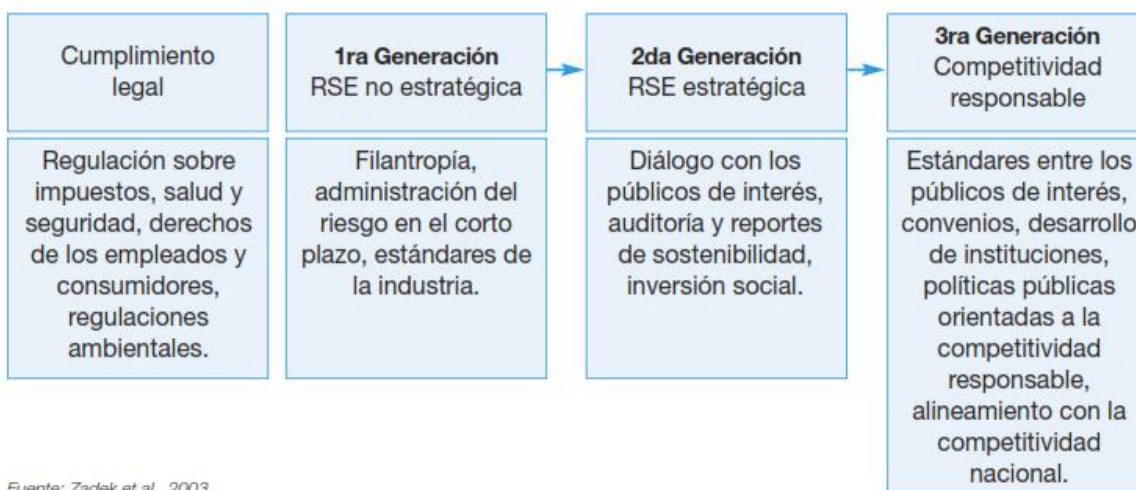 Cumplimiento
legal
1ra Generación
RSE no estratégica
2da Generación
RSE estratégica
3ra Generación
Competitividad
responsable
Regulación sobre
impuestos, salud y
seguridad, derechos
de los empleados y
consumidores,
regulaciones
ambientales.
Filantropía,
administración del
riesgo en el corto
plazo, estándares de
la industria.
Diálogo con los
públicos de interés,
auditoría y reportes
de sostenibilidad,
inversión social.
Estándares entre los
públicos de interés,
convenios, desarrollo
de instituciones,
políticas públicas
orientadas a la
competitividad
responsable,
alineamiento con la
competitividad
nacional.
Fuente: Zadek et al., 2003